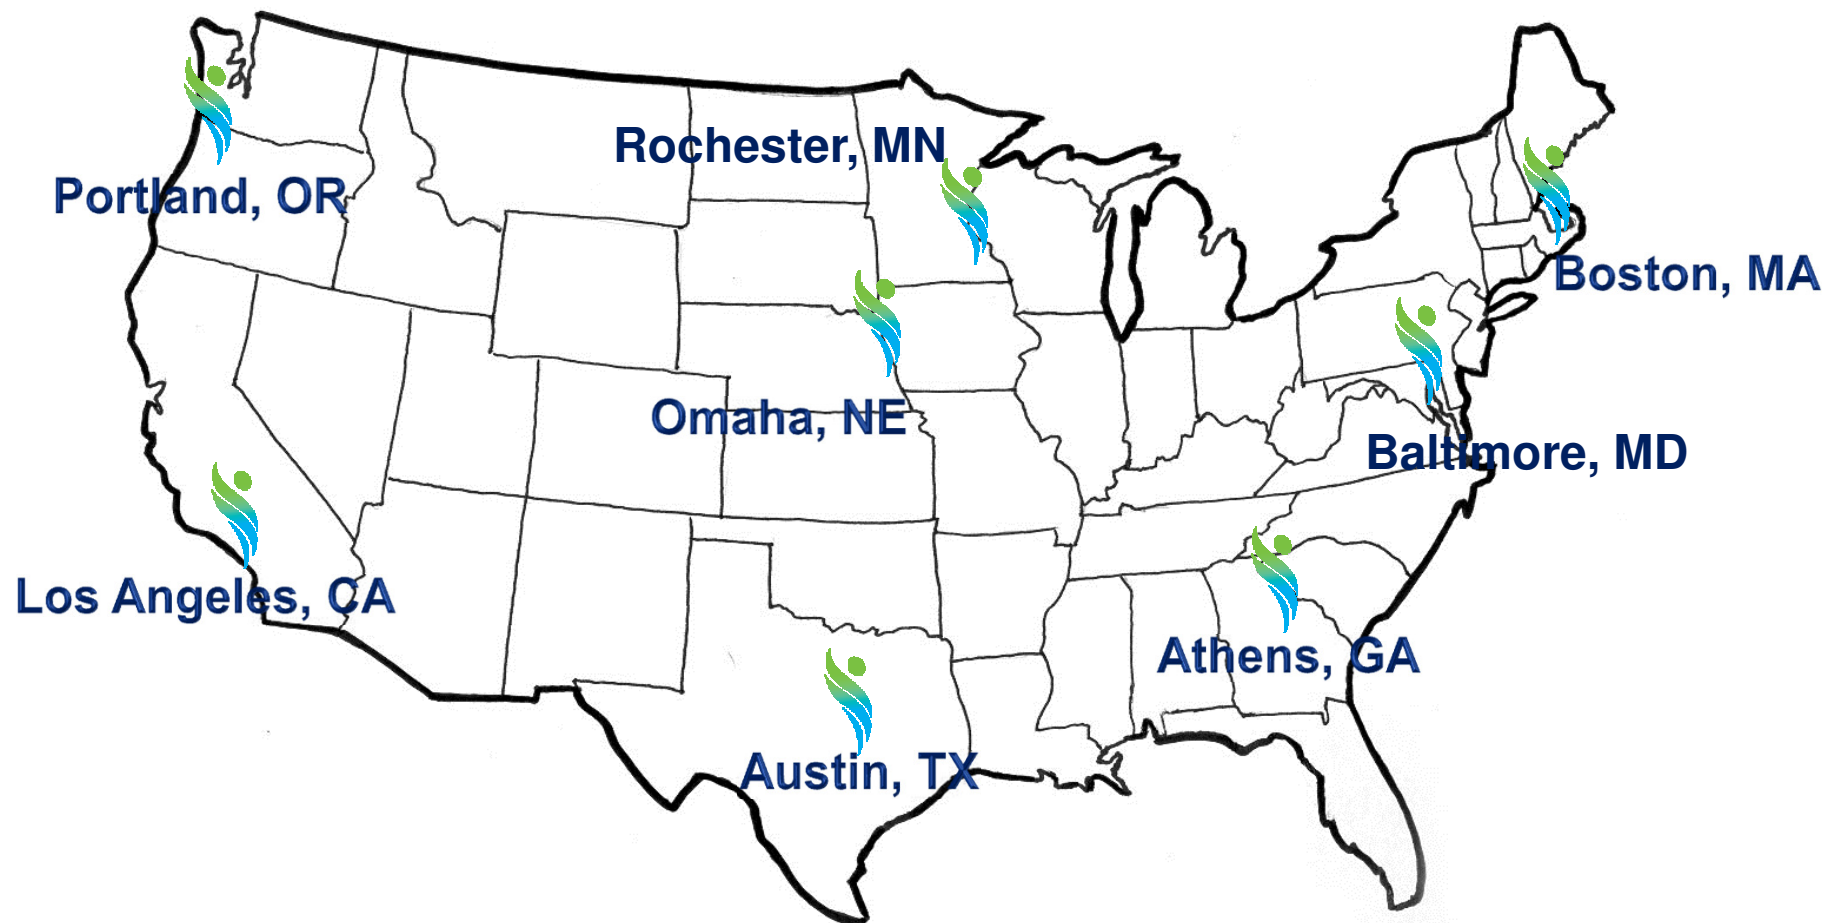 Rochester, MN
Portland, OR
Boston, MA
Omaha, NE
Baltimore, MD
Los Angeles, CA
Athens, GA
Austin, TX